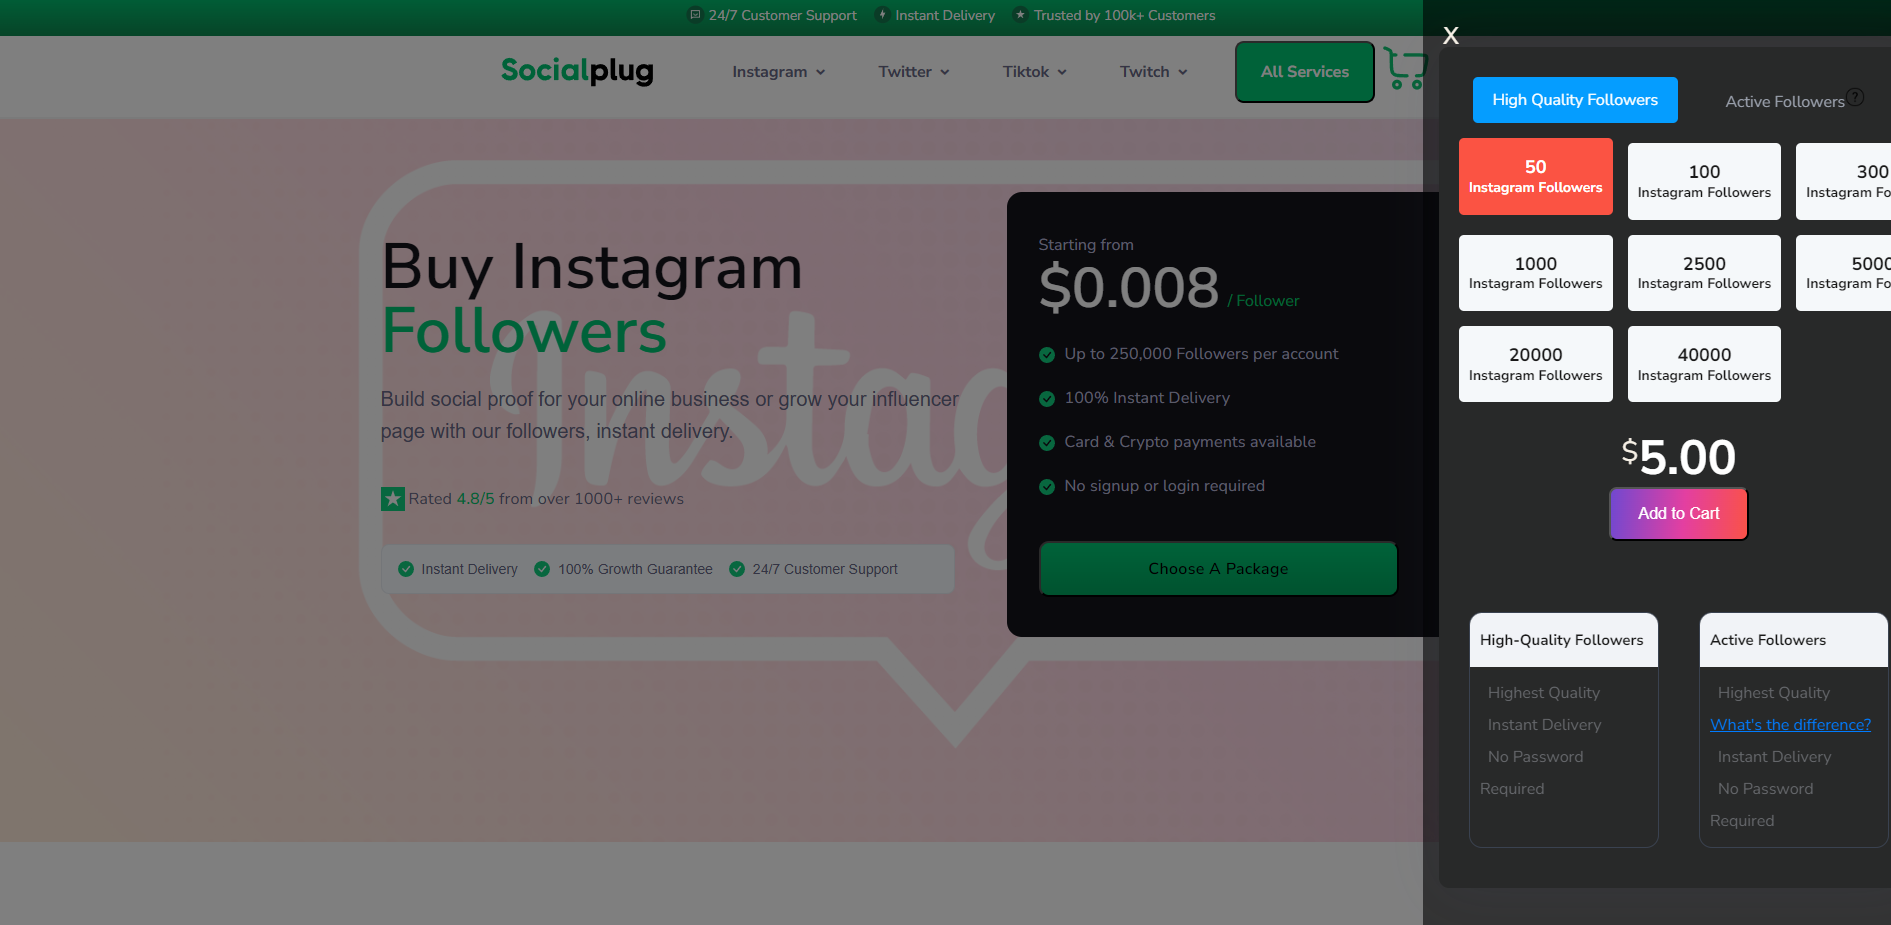 24/7 Customer Support Instant Delivery Trusted by 100k+ Customers
X
Socialplug
Instagram Twitter Tiktok Twitch All Services
High Quality Followers Active Followers ?
50 100 300
Instagram Followers Instagram Followers Instagram Fo
1000 2500 5000
Instagram Followers Instagram Followers Instagram Fo
20000 40000
Instagram Followers Instagram Followers
$5.00
Add to Cart
Buy Instagram
Followers
Build social proof for your online business or grow your influencer
page with our followers, instant delivery.
Rated 4.8/5 from over 1000+ reviews
Instant Delivery 100% Growth Guarantee 24/7 Customer Support
Instag
Starting from
$0.008 / Follower
Up to 250,000 Followers per account
100% Instant Delivery
Card & Crypto payments available
No signup or login required
Choose A Package
High-Quality Followers
Highest Quality
Instant Delivery
No Password
Required
Active Followers
Highest Quality
What's the difference?
Instant Delivery
No Password
Required